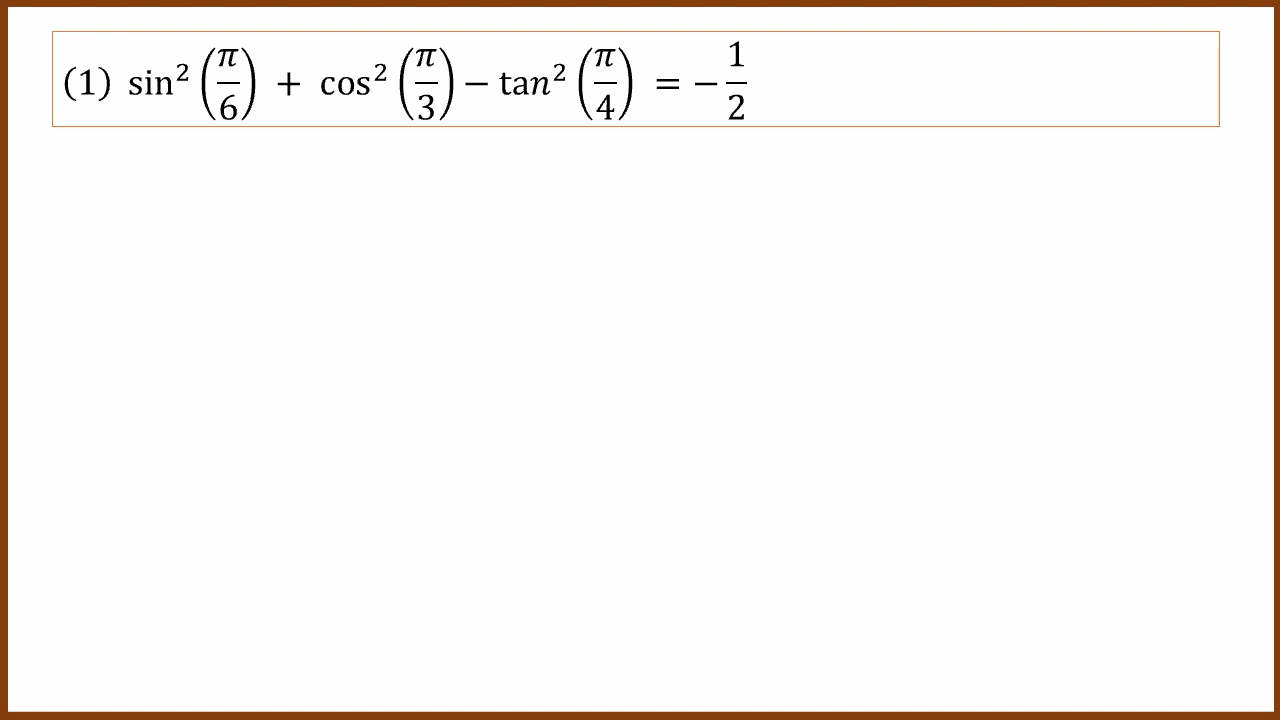 (1) sin² (π/6) + cos² (π/3) − tan² (π/4) = − 1/2